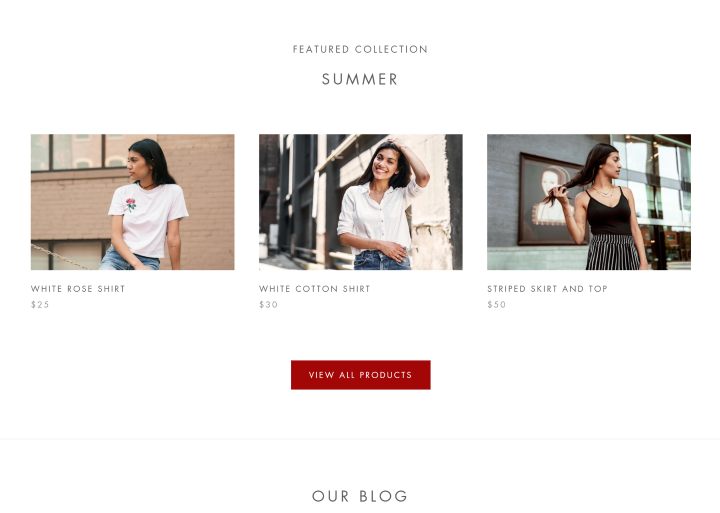 FEATURED COLLECTION
SUMMER
WHITE ROSE SHIRT
$25
WHITE COTTON SHIRT
$30
STRIPED SKIRT AND TOP
$50
VIEW ALL PRODUCTS
OUR BLOG